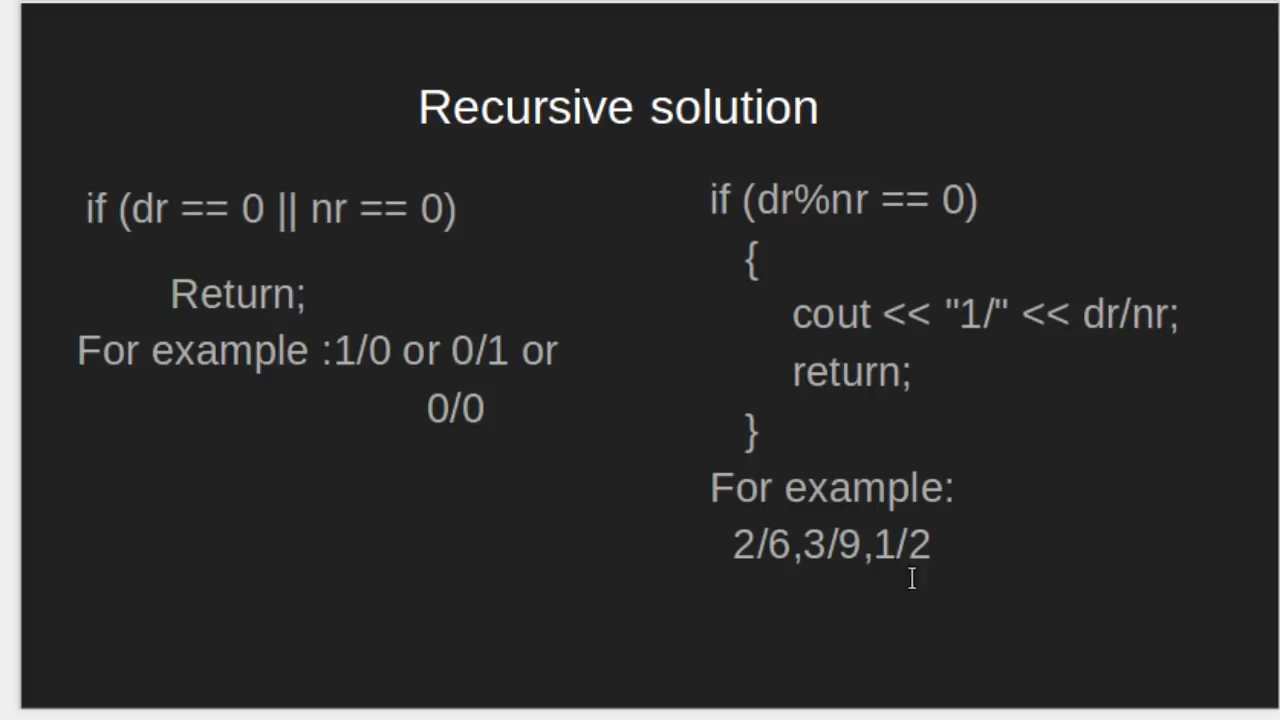 Recursive solution
if (dr == 0 || nr == 0)
Return;
For example :1/0 or 0/1 or
0/0
if (dr%nr == 0)
{
cout << "1/" << dr/nr;
return;
}
For example:
2/6,3/9,1/2